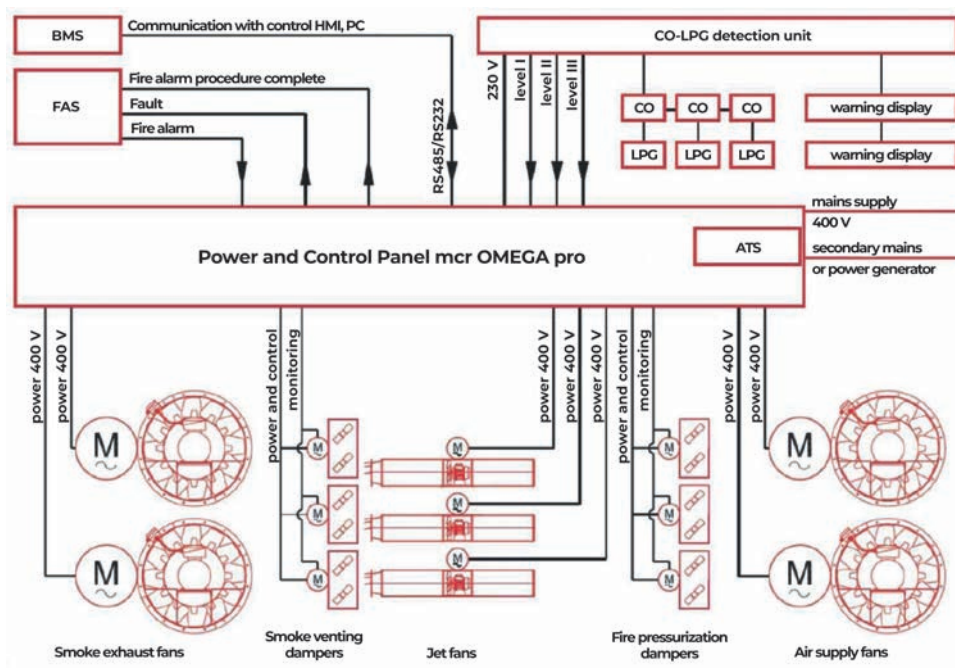 BMS
Communication with control HMI, PC
FAS
Fire alarm procedure complete
Fault
Fire alarm
RS485/RS232
CO-LPG detection unit
230 V
level I
level II
level III
CO
CO
CO
LPG
LPG
LPG
warning display
warning display
Power and Control Panel mcr OMEGA pro
ATS
mains supply
400 V
secondary mains
or power generator
power 400 V
power 400 V
power and control
monitoring
power 400 V
power 400 V
power 400 V
power and control
monitoring
power 400 V
power 400 V
M
M
M
M
M
M
M
M
M
M
M
M
M
Smoke exhaust fans
Smoke venting
dampers
Jet fans
Fire pressurization
dampers
Air supply fans